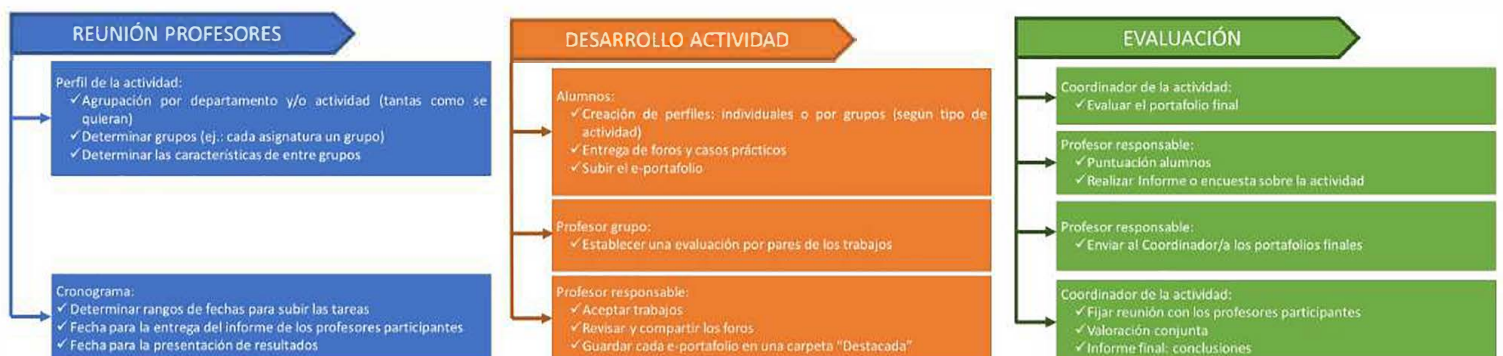 REUNIÓN PROFESORES
Perfil de la actividad:
✓Agrupación por departamento y/o actividad (tantas como se
quieran)
✓Determinar grupos (ej.: cada asignatura un grupo)
✓Determinar las características de entre grupos
Cronograma:
✓Determinar rangos de fechas para subir las tareas
✓Fecha para la entrega del informe de los profesores participantes
✓Fecha para la presentación de resultados
DESARROLLO ACTIVIDAD
Alumnos:
✓Creación de perfiles: individuales o por grupos (según tipo de
actividad)
✓Entrega de foros y casos prácticos
✓Subir el e-portafolio
Profesor grupo:
✓Establecer una evaluación por pares de los trabajos
Profesor responsable:
✓Aceptar trabajos
✓Revisar y compartir los foros
✓Guardar cada e-portafolio en una carpeta "Destacada"
EVALUACIÓN
Coordinador de la actividad:
✓Evaluar el portafolio final
Profesor responsable:
✓Puntuación alumnos
✓Realizar Informe o encuesta sobre la actividad
Profesor responsable:
✓Enviar al Coordinador/a los portafolios finales
Coordinador de la actividad:
✓Fijar reunión con los profesores participantes
✓Valoración conjunta
✓Informe final: conclusiones